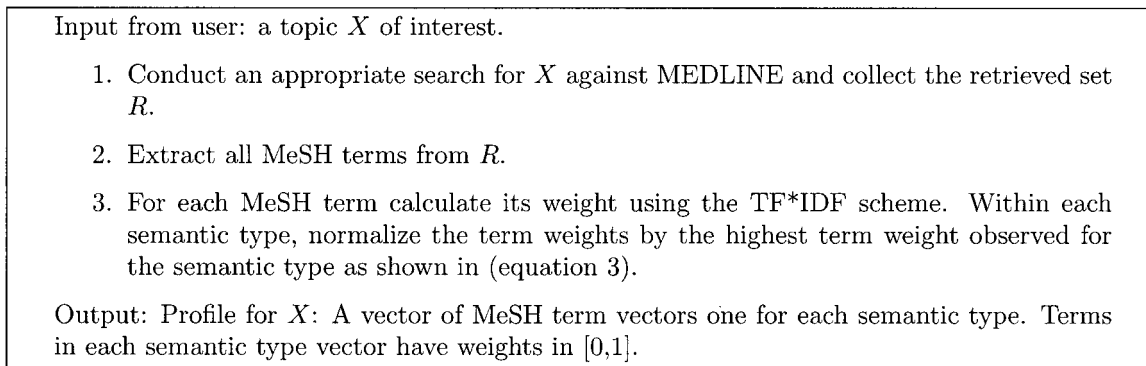 Input from user: a topic X of interest.
1. Conduct an appropriate search for X against MEDLINE and collect the retrieved set
R.
2. Extract all MeSH terms from R.
3. For each MeSH term calculate its weight using the TF*IDF scheme. Within each
semantic type, normalize the term weights by the highest term weight observed for
the semantic type as shown in (equation 3).
Output: Profile for X: A vector of MeSH term vectors one for each semantic type. Terms
in each semantic type vector have weights in [0,1].